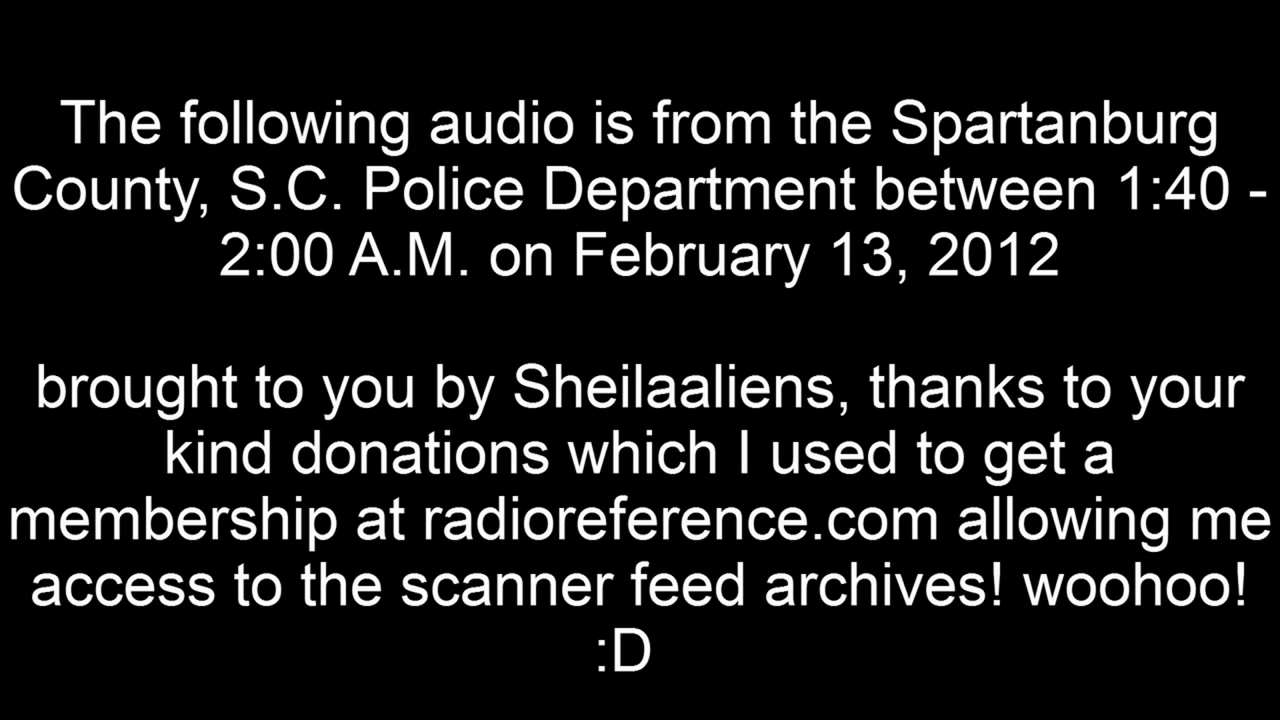 The following audio is from the Spartanburg
County, S.C. Police Department between 1:40 -
2:00 A.M. on February 13, 2012
brought to you by Sheilaaliens, thanks to your
kind donations which I used to get a
membership at radioreference.com allowing me
access to the scanner feed archives! woohoo!
:D